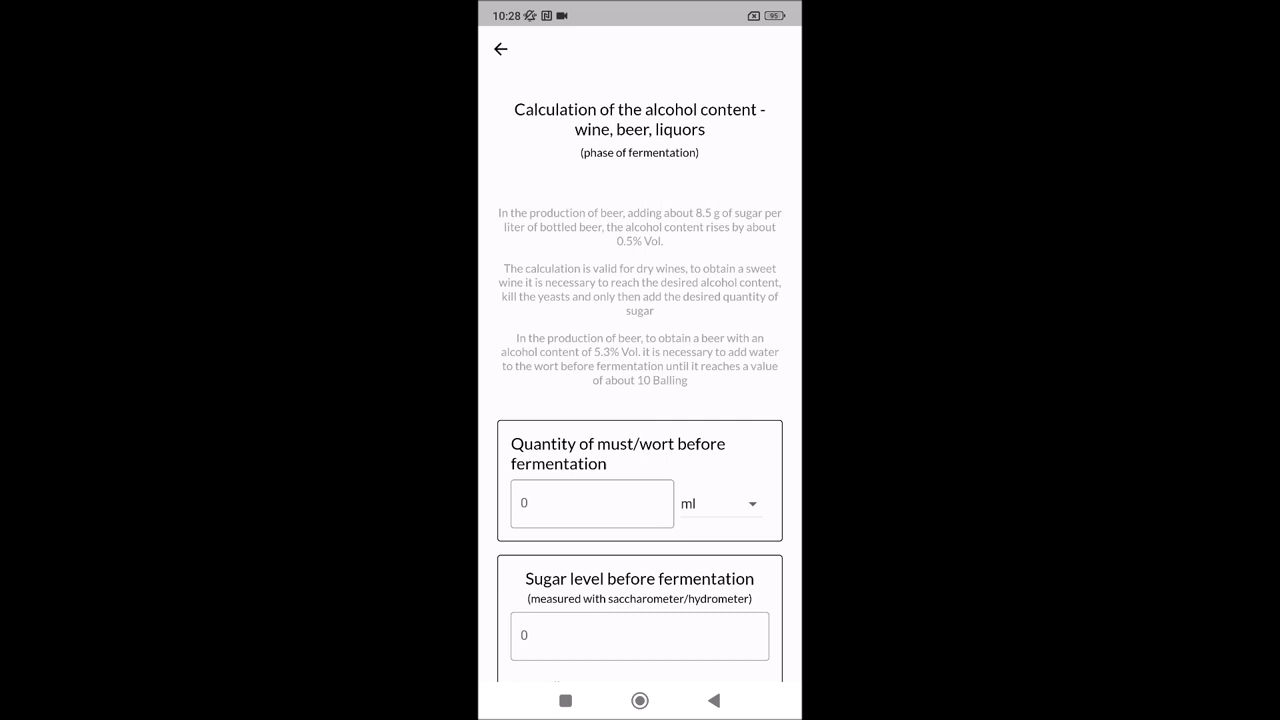 10:28
95
Calculation of the alcohol content -
wine, beer, liquors
(phase of fermentation)
In the production of beer, adding about 8.5 g of sugar per
liter of bottled beer, the alcohol content rises by about
0.5% Vol.
The calculation is valid for dry wines, to obtain a sweet
wine it is necessary to reach the desired alcohol content,
kill the yeasts and only then add the desired quantity of
sugar
In the production of beer, to obtain a beer with an
alcohol content of 5.3% Vol. it is necessary to add water
to the wort before fermentation until it reaches a value
of about 10 Balling
Quantity of must/wort before
fermentation
0 ml
Sugar level before fermentation
(measured with saccharometer/hydrometer)
0